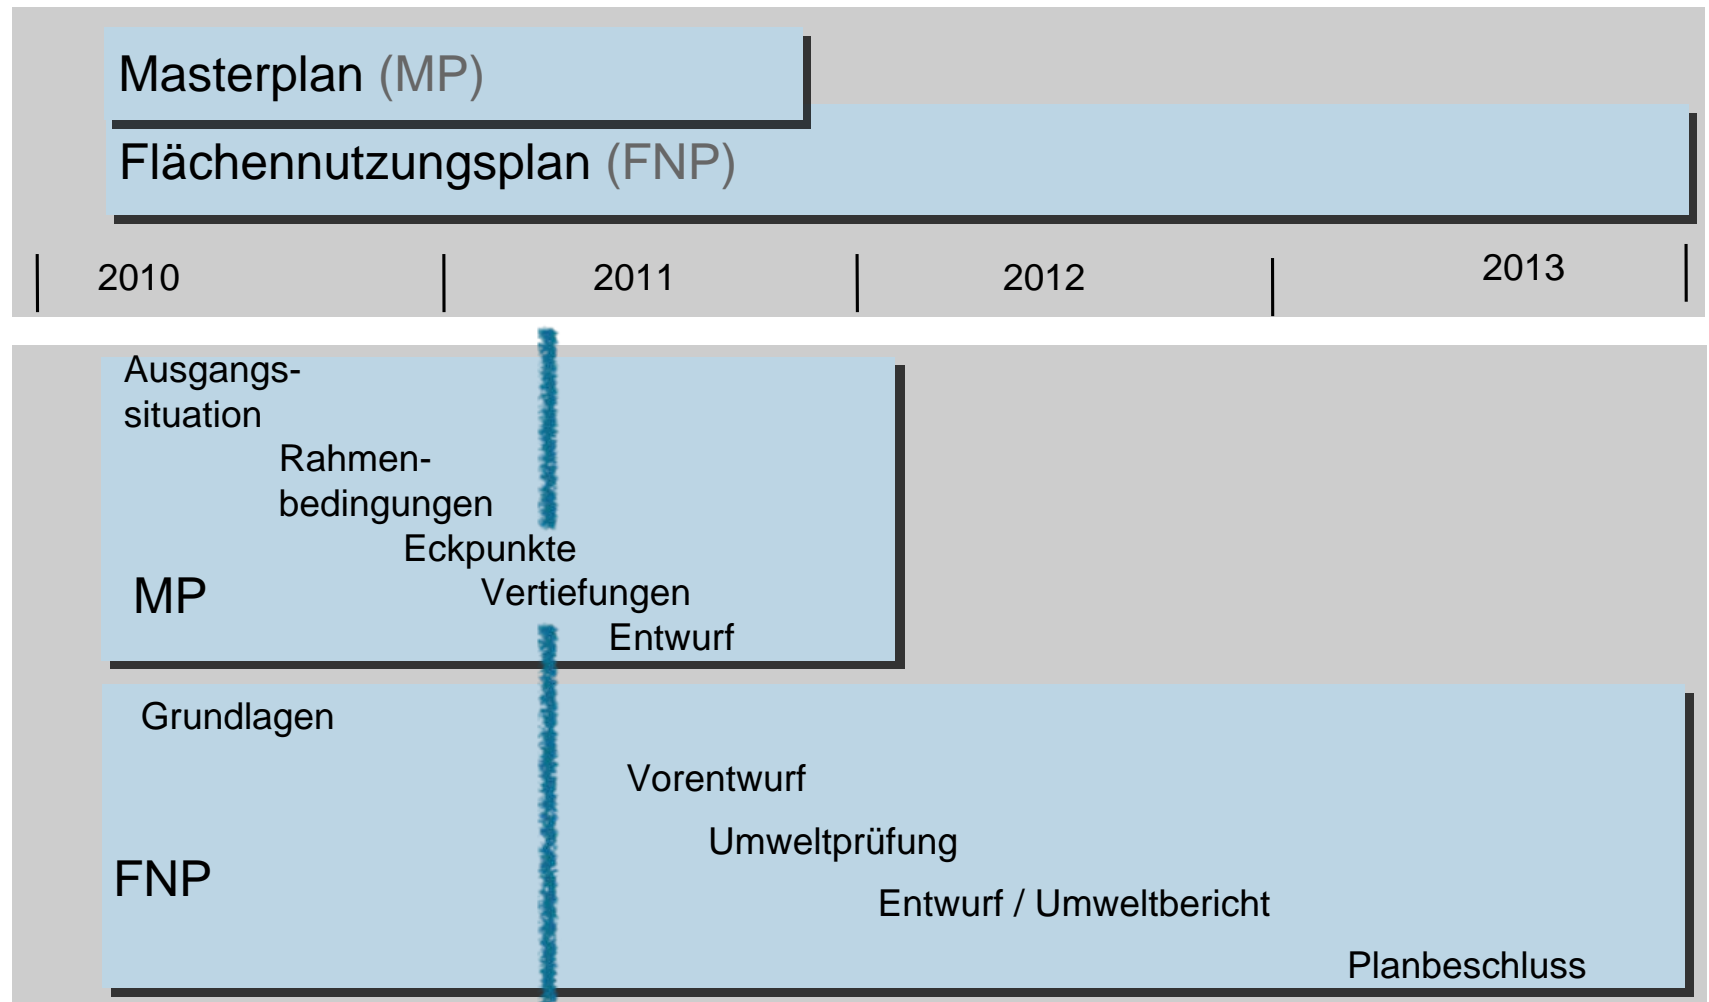 Masterplan (MP)
Flächennutzungsplan (FNP)
2010 2011 2012 2013
Ausgangs-
situation
Rahmen-
bedingungen
Eckpunkte
MP
Vertiefungen
Entwurf
Grundlagen
Vorentwurf
Umweltprüfung
FNP
Entwurf / Umweltbericht
Planbeschluss